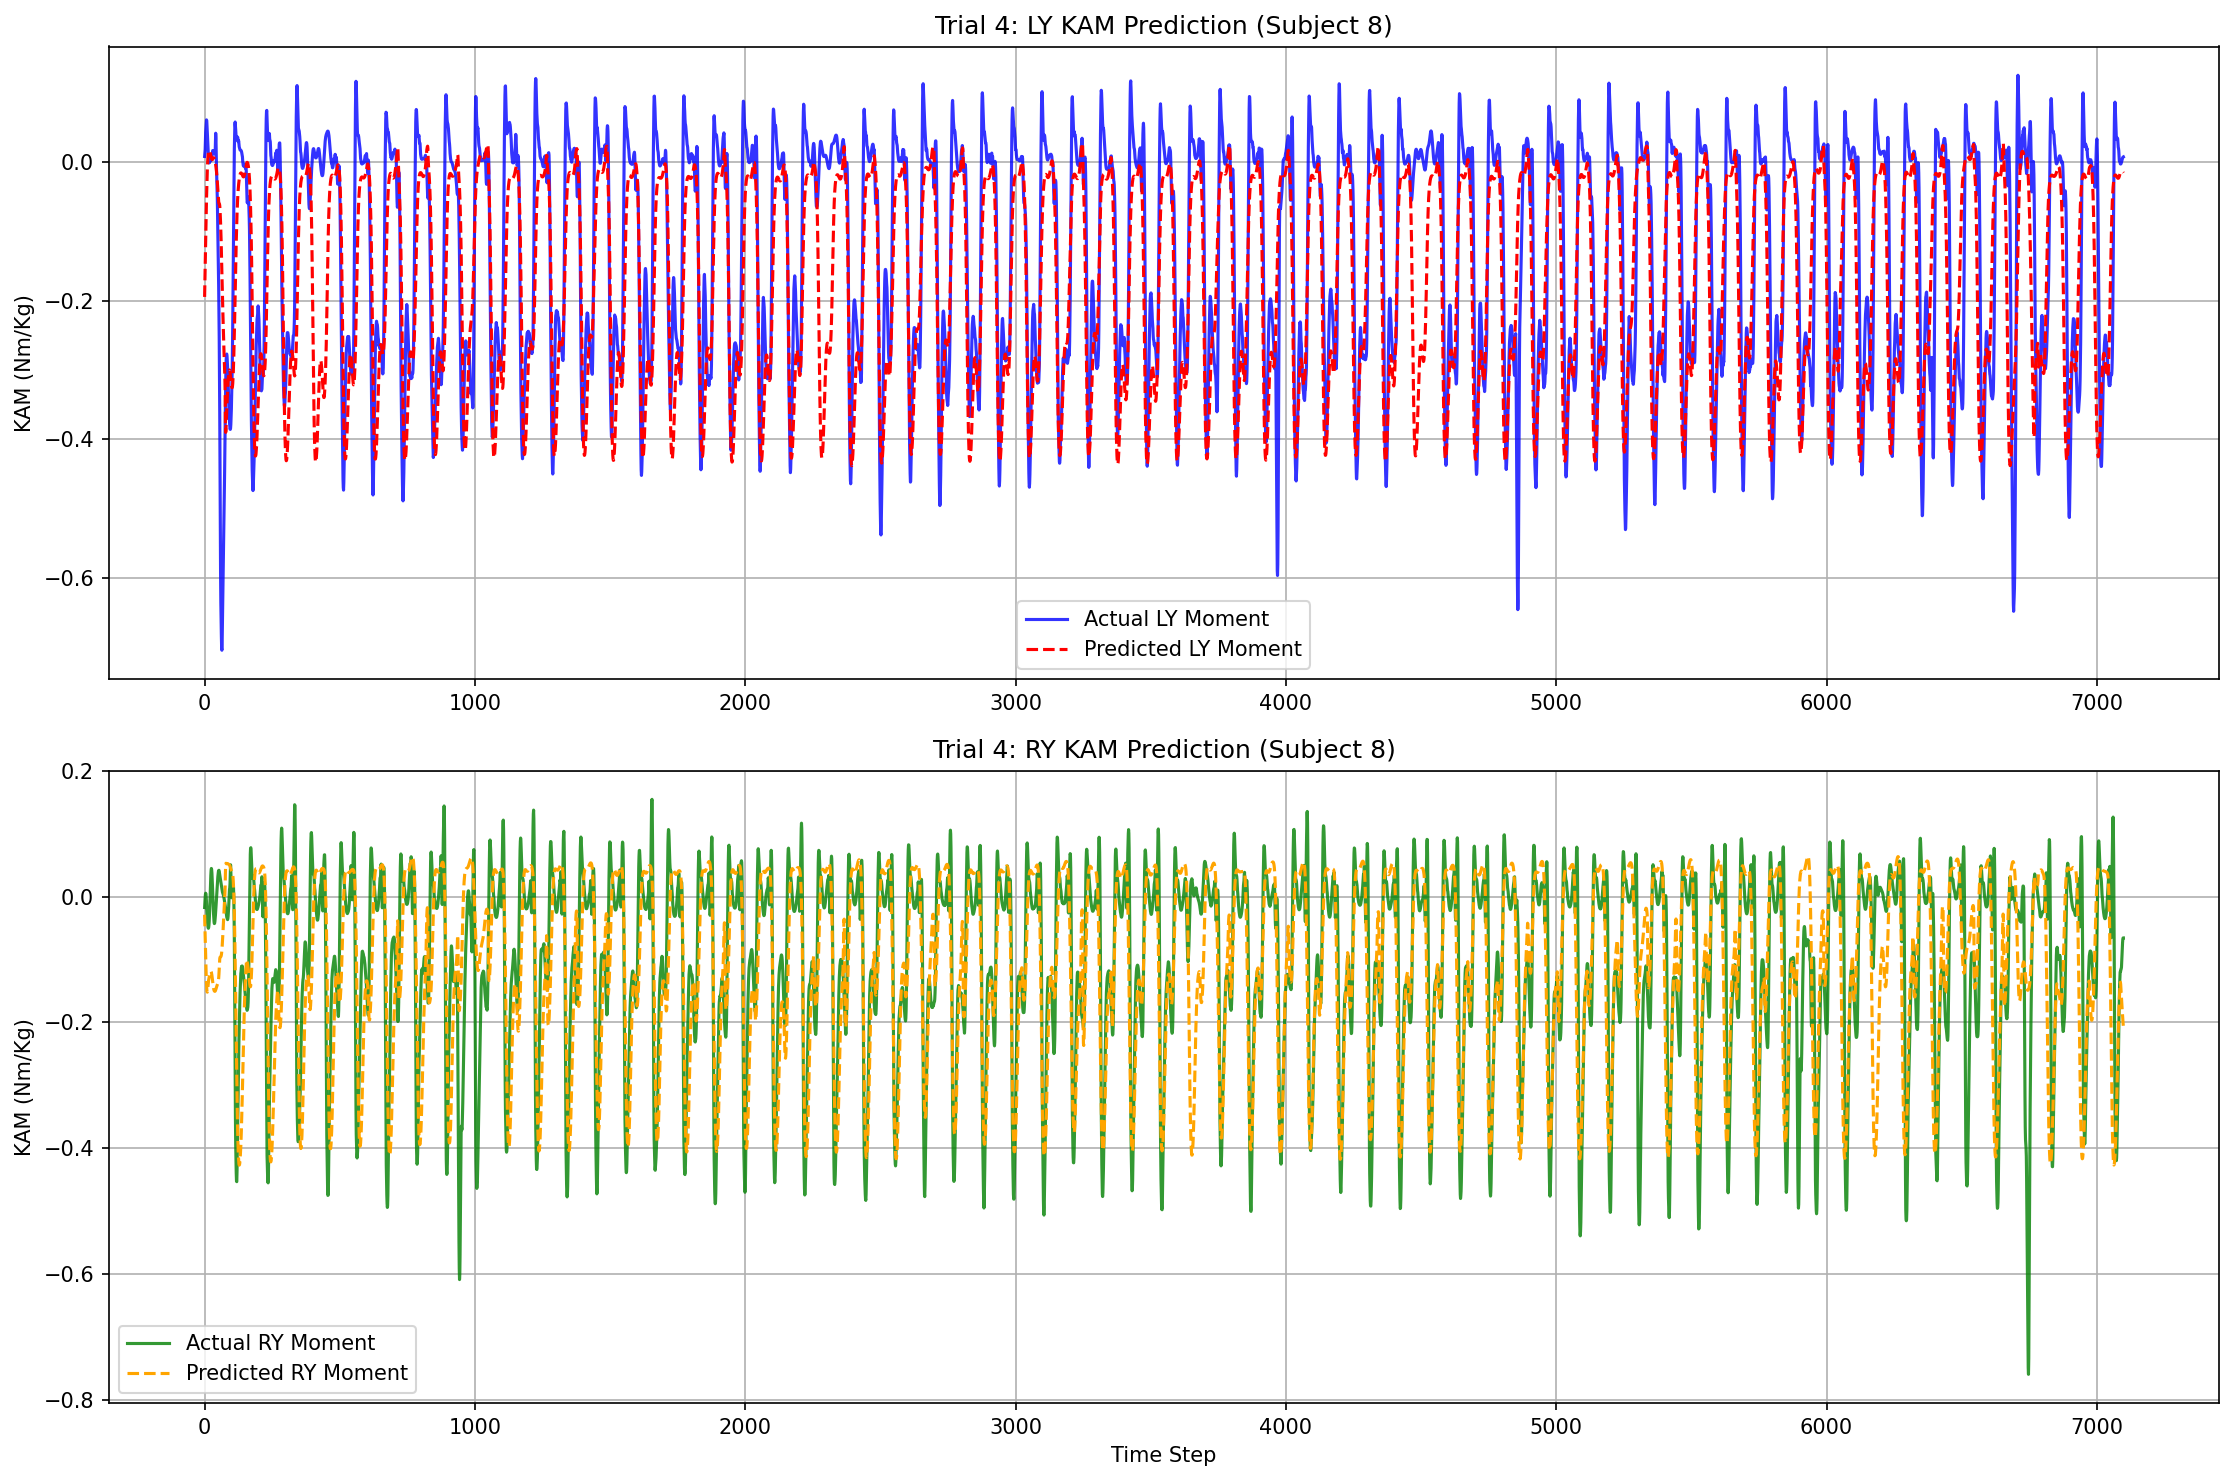 Trial 4: LY KAM Prediction (Subject 8)
KAM (Nm/Kg)
0.0
−0.2
−0.4
−0.6
Actual LY Moment
Predicted LY Moment
0 1000 2000 3000 4000 5000 6000 7000
Trial 4: RY KAM Prediction (Subject 8)
KAM (Nm/Kg)
0.2
0.0
−0.2
−0.4
−0.6
−0.8
Actual RY Moment
Predicted RY Moment
0 1000 2000 3000 4000 5000 6000 7000
Time Step